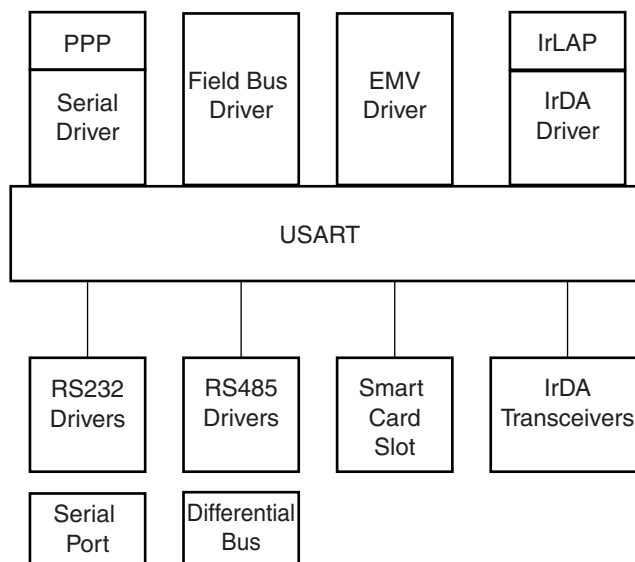 PPP
Serial
Driver
Field Bus
Driver
EMV
Driver
IrLAP
IrDA
Driver
USART
RS232
Drivers
RS485
Drivers
Smart
Card
Slot
IrDA
Transceivers
Serial
Port
Differential
Bus